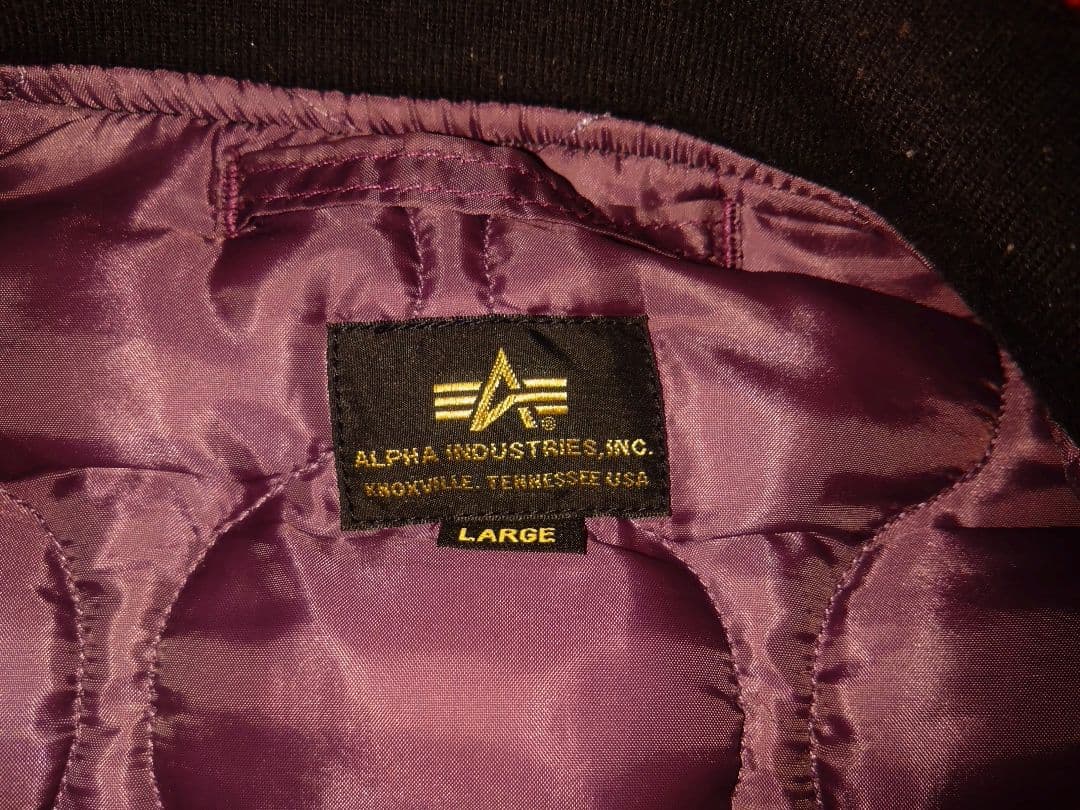 ALPHA INDUSTRIES, INC.
KNOXVILLE, TENNESSEE USA
LARGE